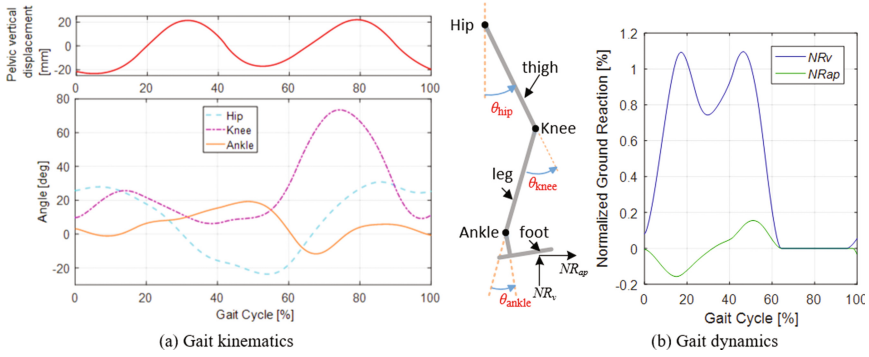 Pelvic vertical
displacement
[mm]
20
0
-20
0 20 40 60 80 100
Angle [deg]
80
60
40
20
0
-20
Hip
Knee
Ankle
0 20 40 60 80 100
Gait Cycle [%]
(a) Gait kinematics
Hip
thigh
θhip
Knee
θknee
leg
Ankle
foot
NRap
NRv
θankle
Normalized Ground Reaction [%]
1.2
1
0.8
0.6
0.4
0.2
0
-0.2
NRv
NRap
0 20 40 60 80 100
Gait Cycle [%]
(b) Gait dynamics